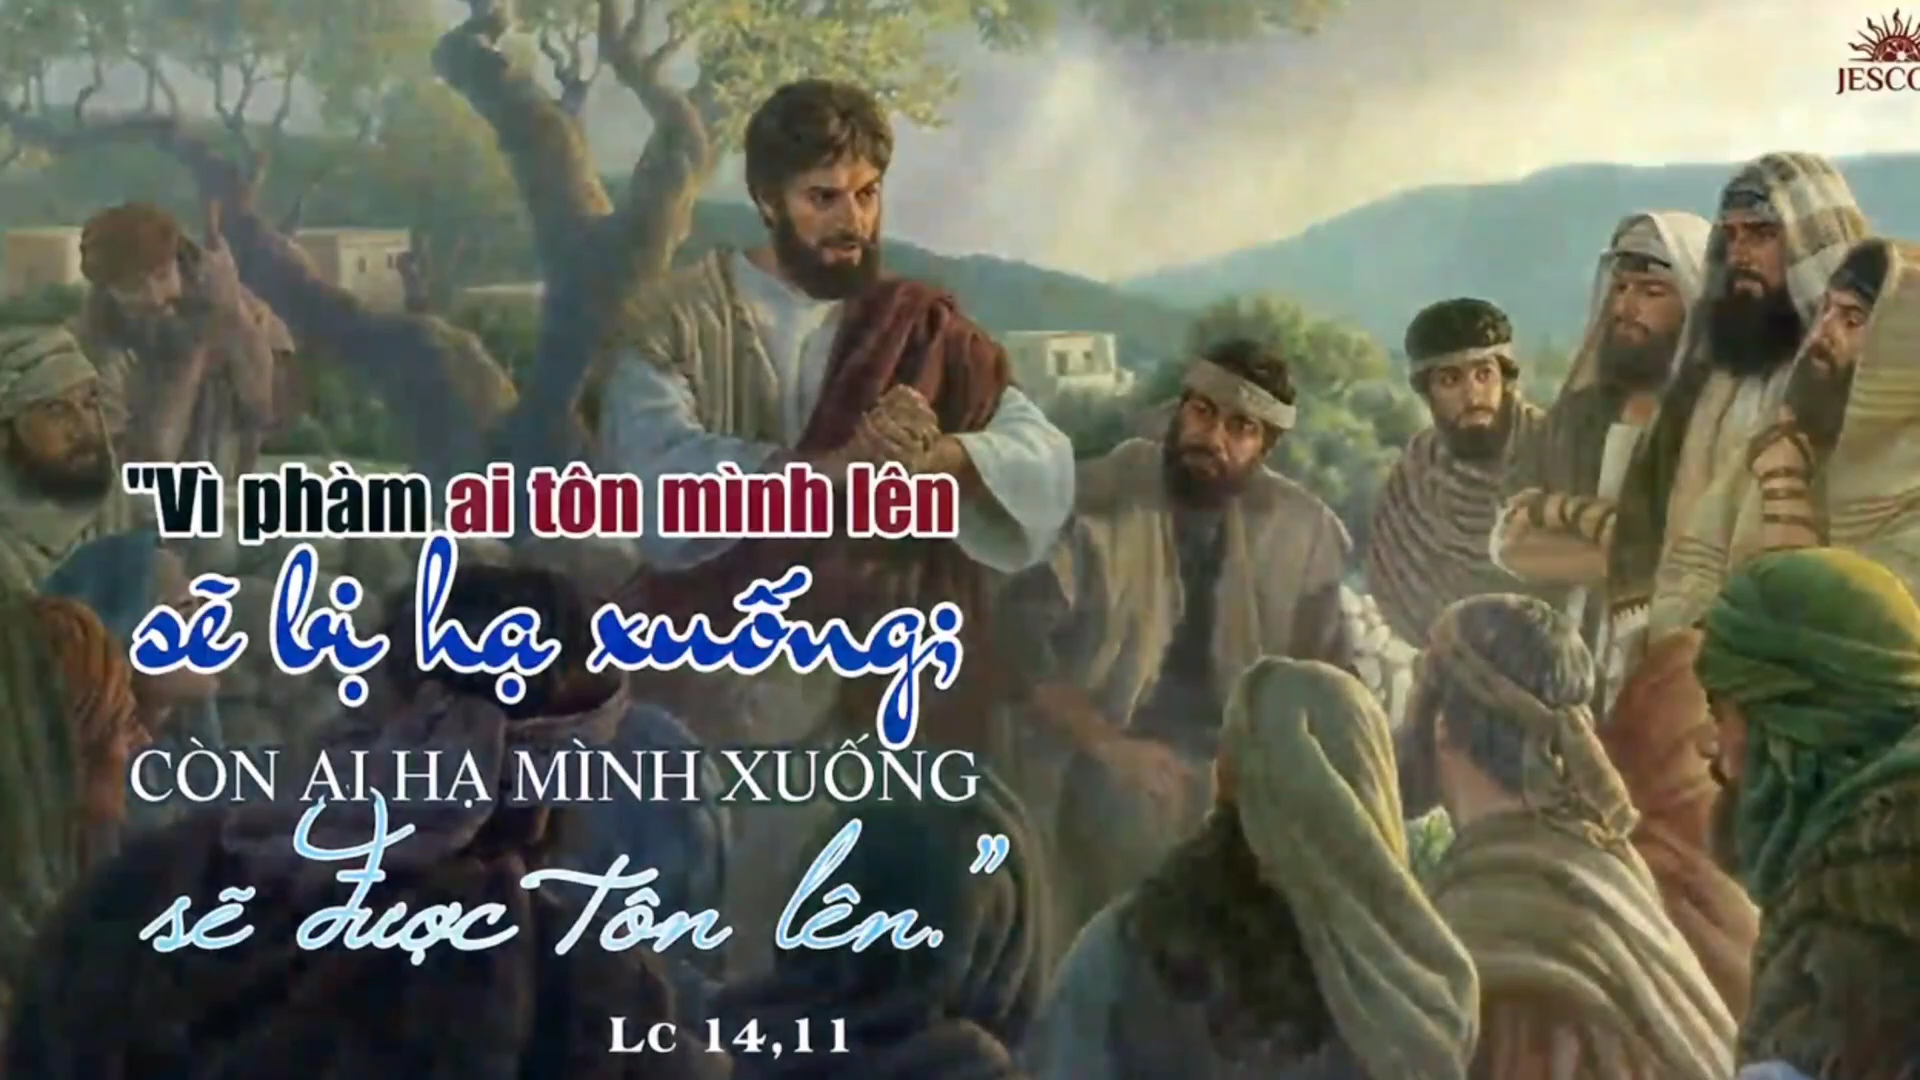 JESCO
"Vì phàm ai tôn mình lên
sẽ bị hạ xuống;
CÒN AI HẠ MÌNH XUỐNG
sẽ được tôn lên.”
Lc 14,11